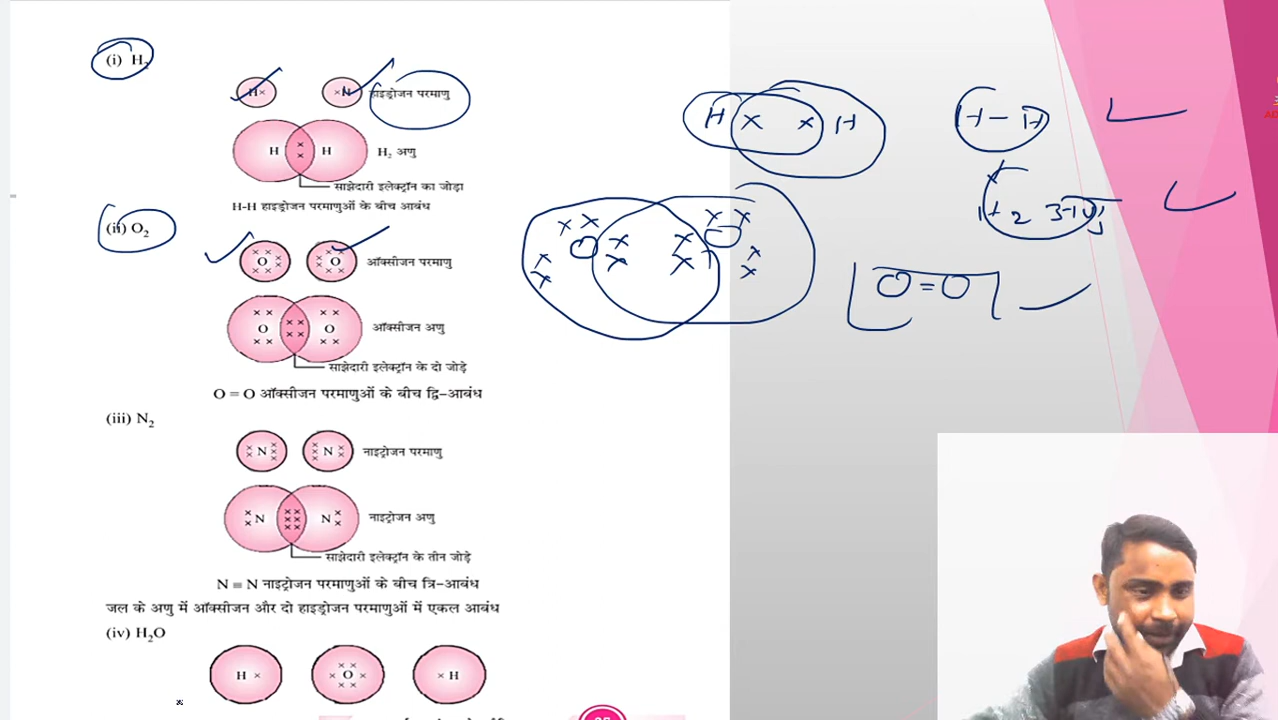 (i) H₂
H× ×H हाइड्रोजन परमाणु
H × × H H₂ अणु
साझेदारी इलेक्ट्रॉन का जोड़ा
H-H हाइड्रोजन परमाणुओं के बीच आबंध
(ii) O₂
O O ऑक्सीजन परमाणु
O O ऑक्सीजन अणु
साझेदारी इलेक्ट्रॉन के दो जोड़े
O = O ऑक्सीजन परमाणुओं के बीच द्वि-आबंध
(iii) N₂
N N नाइट्रोजन परमाणु
N N नाइट्रोजन अणु
साझेदारी इलेक्ट्रॉन के तीन जोड़े
N ≡ N नाइट्रोजन परमाणुओं के बीच त्रि-आबंध
जल के अणु में ऑक्सीजन और दो हाइड्रोजन परमाणुओं में एकल आबंध
(iv) H₂O
H × × O × × H
H × × H
H – H
H₂ अणु
O O
O = O